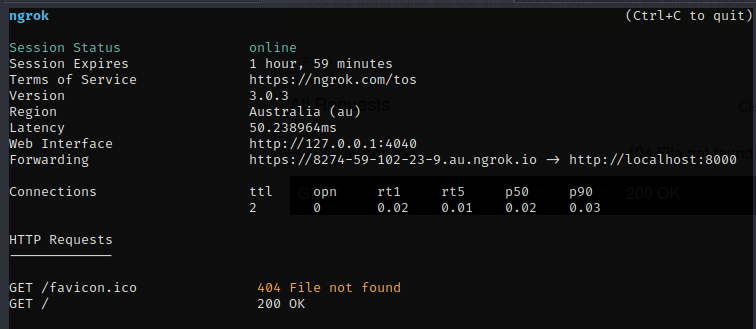 ngrok (Ctrl+C to quit)
Session Status online
Session Expires 1 hour, 59 minutes
Terms of Service https://ngrok.com/tos
Version 3.0.3
Region Australia (au)
Latency 50.238964ms
Web Interface http://127.0.0.1:4040
Forwarding https://8274-59-102-23-9.au.ngrok.io -> http://localhost:8000
Connections ttl opn rt1 rt5 p50 p90
2 0 0.02 0.01 0.02 0.03
HTTP Requests
-------------
GET /favicon.ico 404 File not found
GET / 200 OK